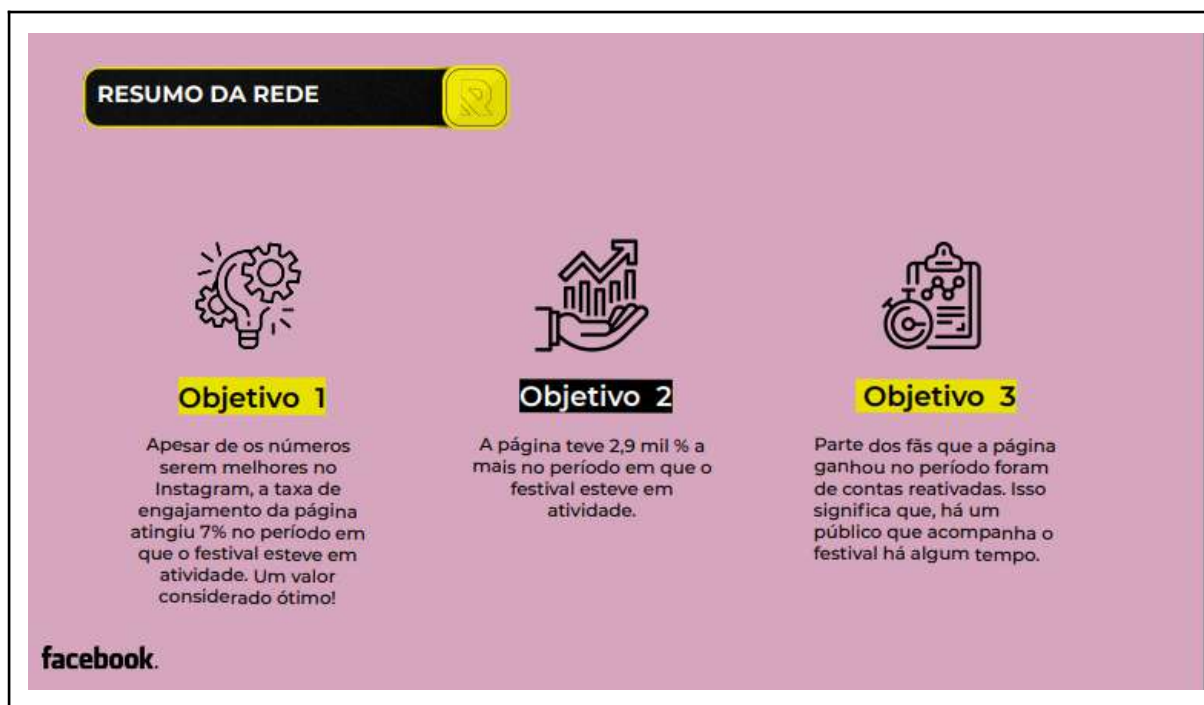 RESUMO DA REDE
Objetivo 1
Apesar de os números
serem melhores no
Instagram, a taxa de
engajamento da página
atingiu 7% no período em
que o festival esteve em
atividade. Um valor
considerado ótimo!
Objetivo 2
A página teve 2,9 mil % a
mais no período em que o
festival esteve em
atividade.
Objetivo 3
Parte dos fãs que a página
ganhou no período foram
de contas reativadas. Isso
significa que, há um
público que acompanha o
festival há algum tempo.
facebook.